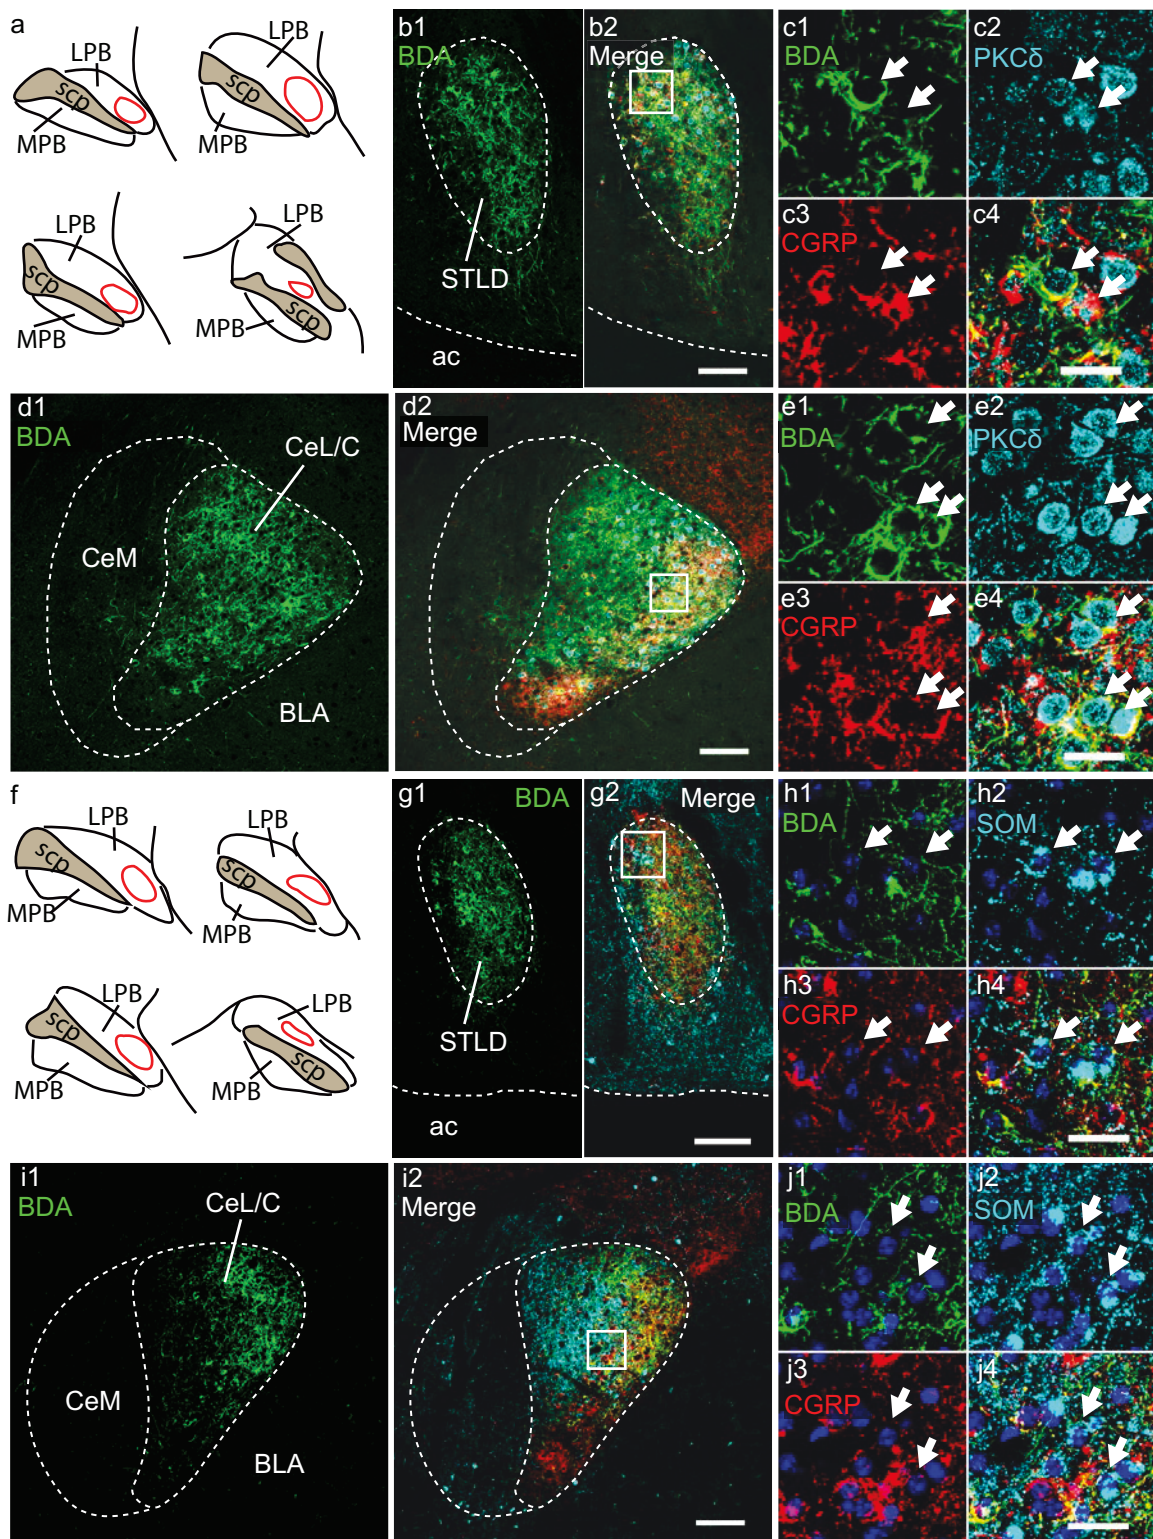 a
LPB
scp
MPB
LPB
scp
MPB
LPB
scp
MPB
LPB
scp
MPB
b1
BDA
STLD
ac
b2
Merge
c1
BDA
c2
PKCδ
c3
CGRP
c4
d1
BDA
CeL/C
CeM
BLA
d2
Merge
e1
BDA
e2
PKCδ
e3
CGRP
e4
f
LPB
scp
MPB
LPB
scp
MPB
LPB
scp
MPB
LPB
scp
MPB
g1
BDA
STLD
ac
g2
Merge
h1
BDA
h2
SOM
h3
CGRP
h4
i1
BDA
CeL/C
CeM
BLA
i2
Merge
j1
BDA
j2
SOM
j3
CGRP
j4